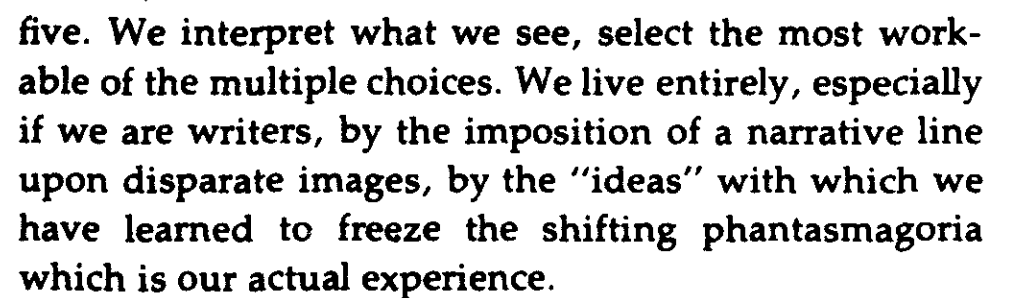 five. We interpret what we see, select the most work-
able of the multiple choices. We live entirely, especially
if we are writers, by the imposition of a narrative line
upon disparate images, by the “ideas” with which we
have learned to freeze the shifting phantasmagoria
which is our actual experience.